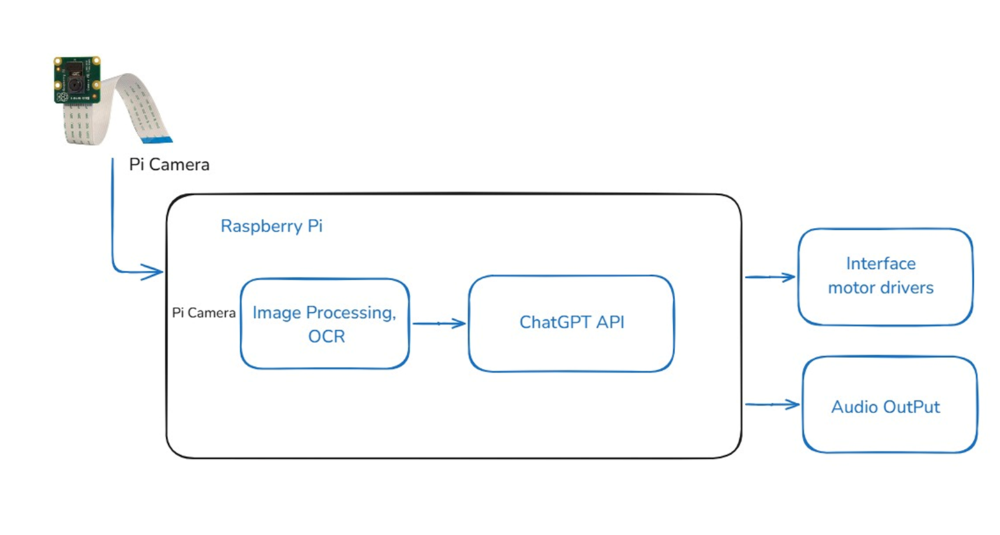 Pi Camera
Raspberry Pi
Pi Camera
Image Processing,
OCR
ChatGPT API
Interface
motor drivers
Audio OutPut